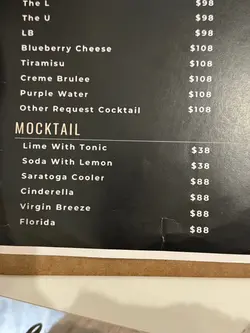 The L $98
The U $98
LB $98
Blueberry Cheese $108
Tiramisu $108
Creme Brulee $108
Purple Water $108
Other Request Cocktail $108
MOCKTAIL
Lime With Tonic $38
Soda With Lemon $38
Saratoga Cooler $88
Cinderella $88
Virgin Breeze $88
Florida $88